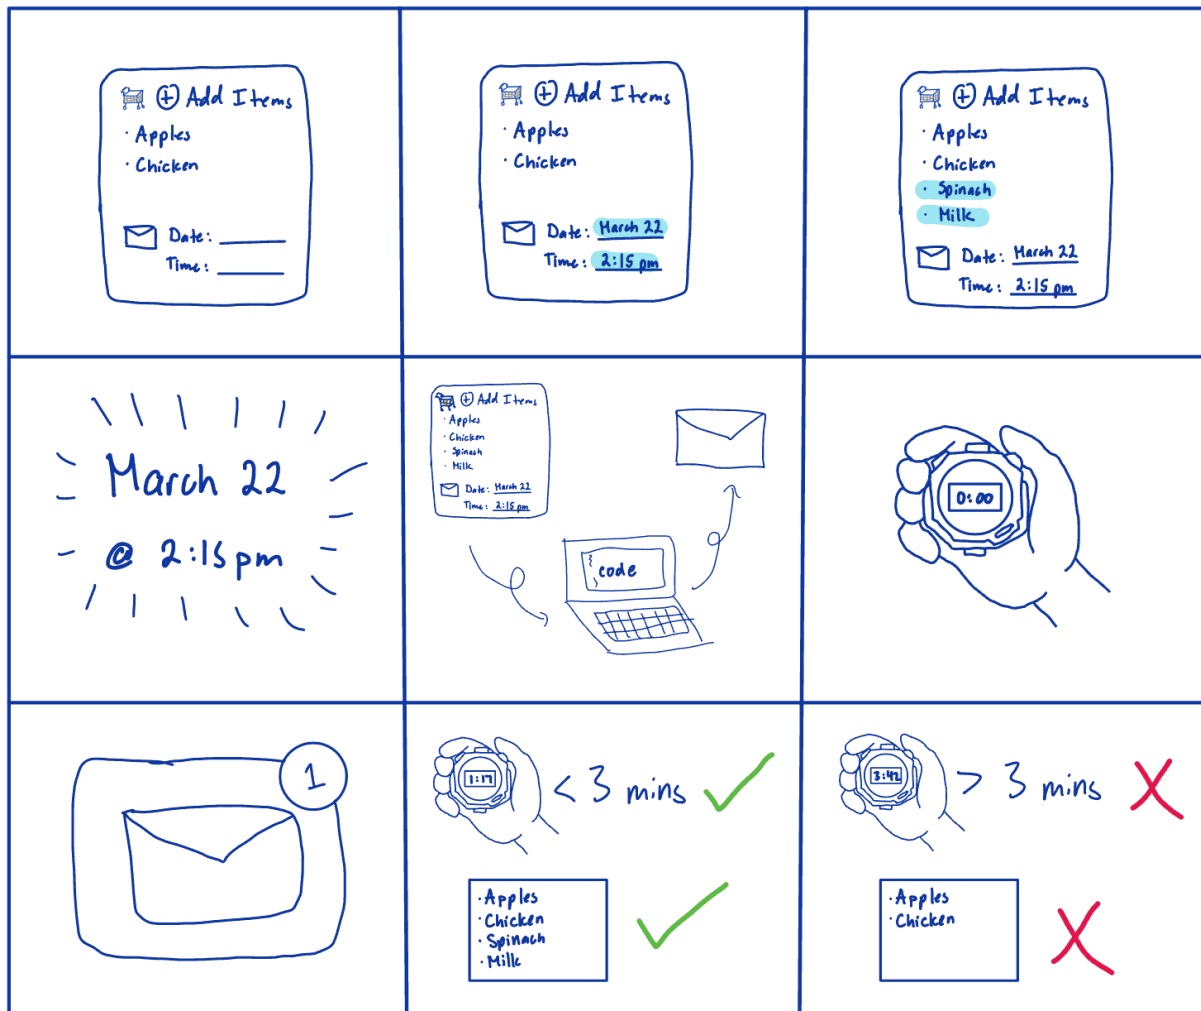 + Add Items
· Apples
· Chicken
Date:
Time:
+ Add Items
· Apples
· Chicken
Date: March 22
Time: 2:15 pm
+ Add Items
· Apples
· Chicken
· Spinach
· Milk
Date: March 22
Time: 2:15 pm
March 22
@ 2:15 pm
+ Add Items
· Apples
· Chicken
· Spinach
· Milk
Date: March 22
Time: 2:15 pm
{
code
}
0:00
1
1:17 < 3 mins
· Apples
· Chicken
· Spinach
· Milk
3:42 > 3 mins
· Apples
· Chicken